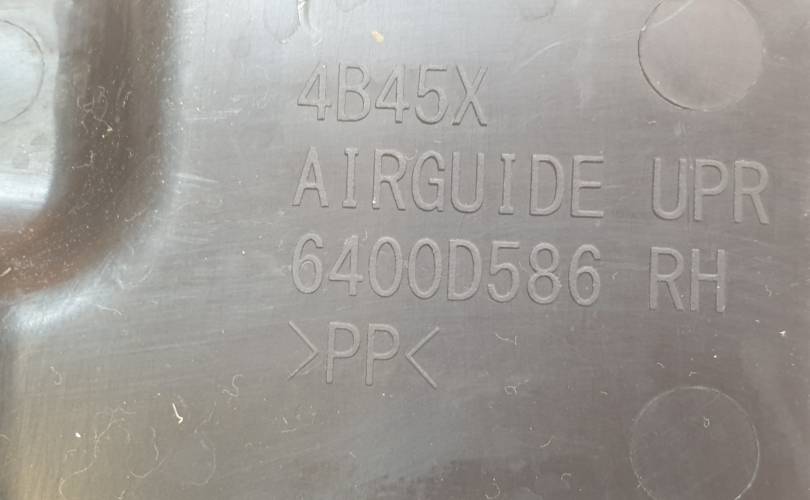 4B45X
AIRGUIDE UPR
6400D586 RH
>PP<